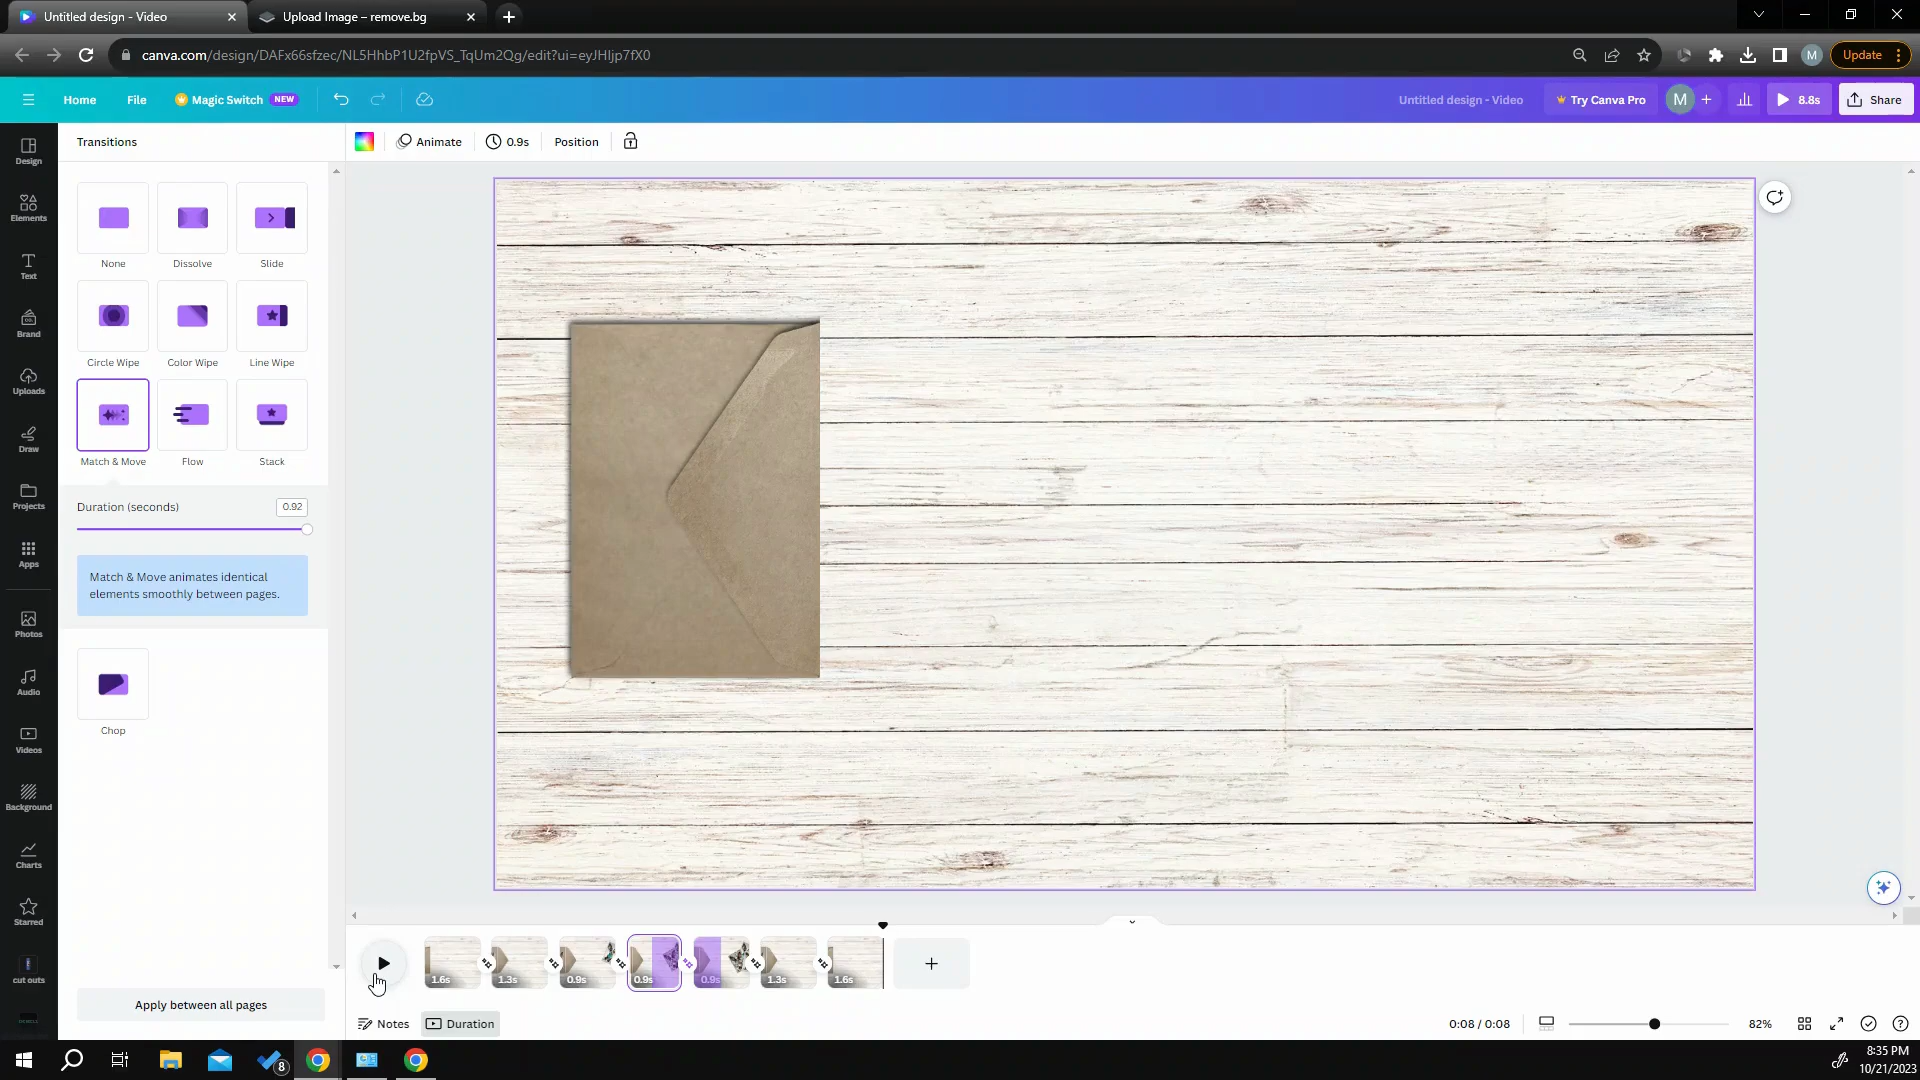 Untitled design - Video
Upload Image – remove.bg
canva.com/design/DAFx66sfzec/NL5HhbP1U2fpVS_TqUm2Qg/edit?ui=eyJHIjp7fX0
M
Update
Home
File
Magic Switch
NEW
Untitled design - Video
Try Canva Pro
M
8.8s
Share
Transitions
Animate
0.9s
Position
Design
Elements
Text
Brand
Uploads
Draw
Projects
Apps
Photos
Audio
Videos
Background
Charts
Starred
cut outs
None
Dissolve
Slide
Circle Wipe
Color Wipe
Line Wipe
Match & Move
Flow
Stack
Duration (seconds)
0.92
Match & Move animates identical
elements smoothly between pages.
Chop
Apply between all pages
1.6s
1.3s
0.9s
0.9s
0.9s
1.3s
1.6s
Notes
Duration
0:08 / 0:08
82%
8
8:35 PM
10/21/2023